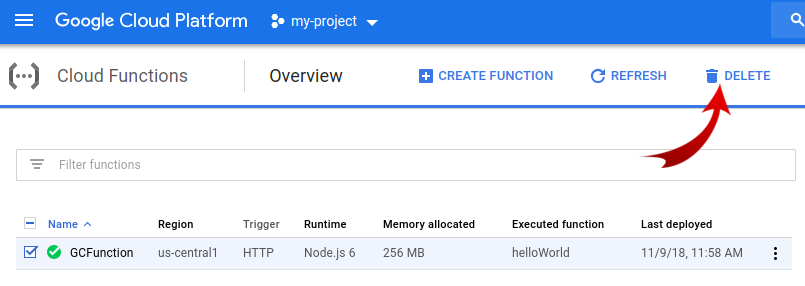 Google Cloud Platform my-project
Cloud Functions Overview CREATE FUNCTION REFRESH DELETE
Filter functions
Name Region Trigger Runtime Memory allocated Executed function Last deployed
GCFunction us-central1 HTTP Node.js 6 256 MB helloWorld 11/9/18, 11:58 AM